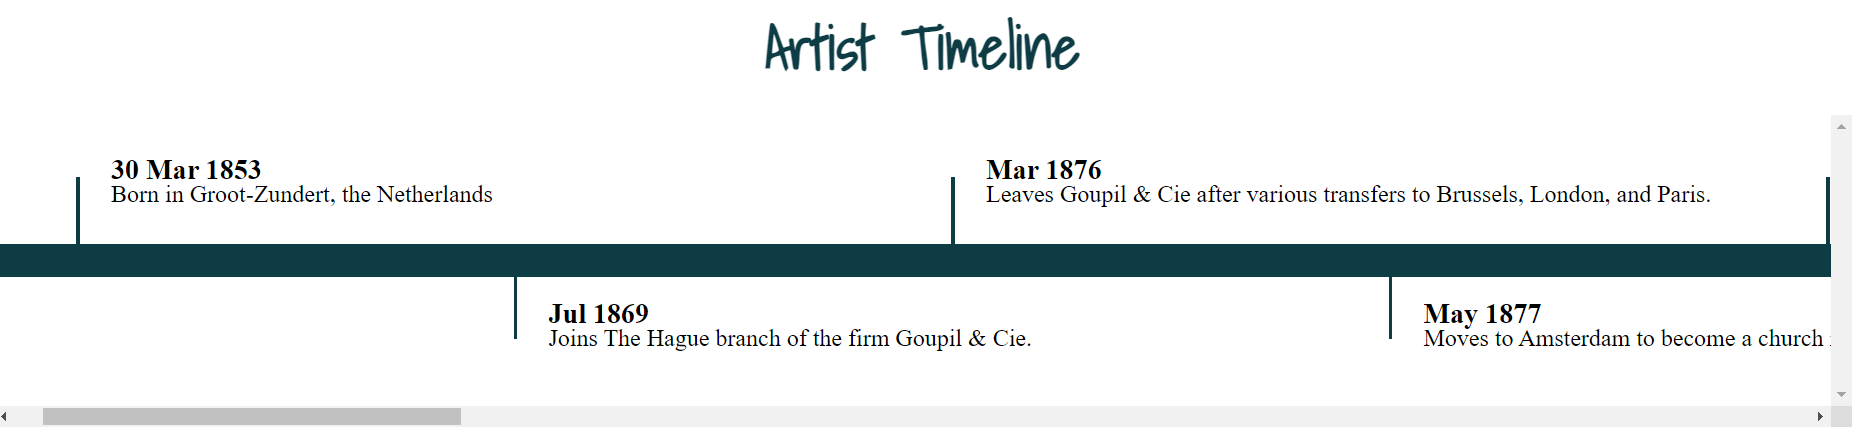 Artist Timeline
30 Mar 1853
Born in Groot-Zundert, the Netherlands
Mar 1876
Leaves Goupil & Cie after various transfers to Brussels, London, and Paris.
Jul 1869
Joins The Hague branch of the firm Goupil & Cie.
May 1877
Moves to Amsterdam to become a church